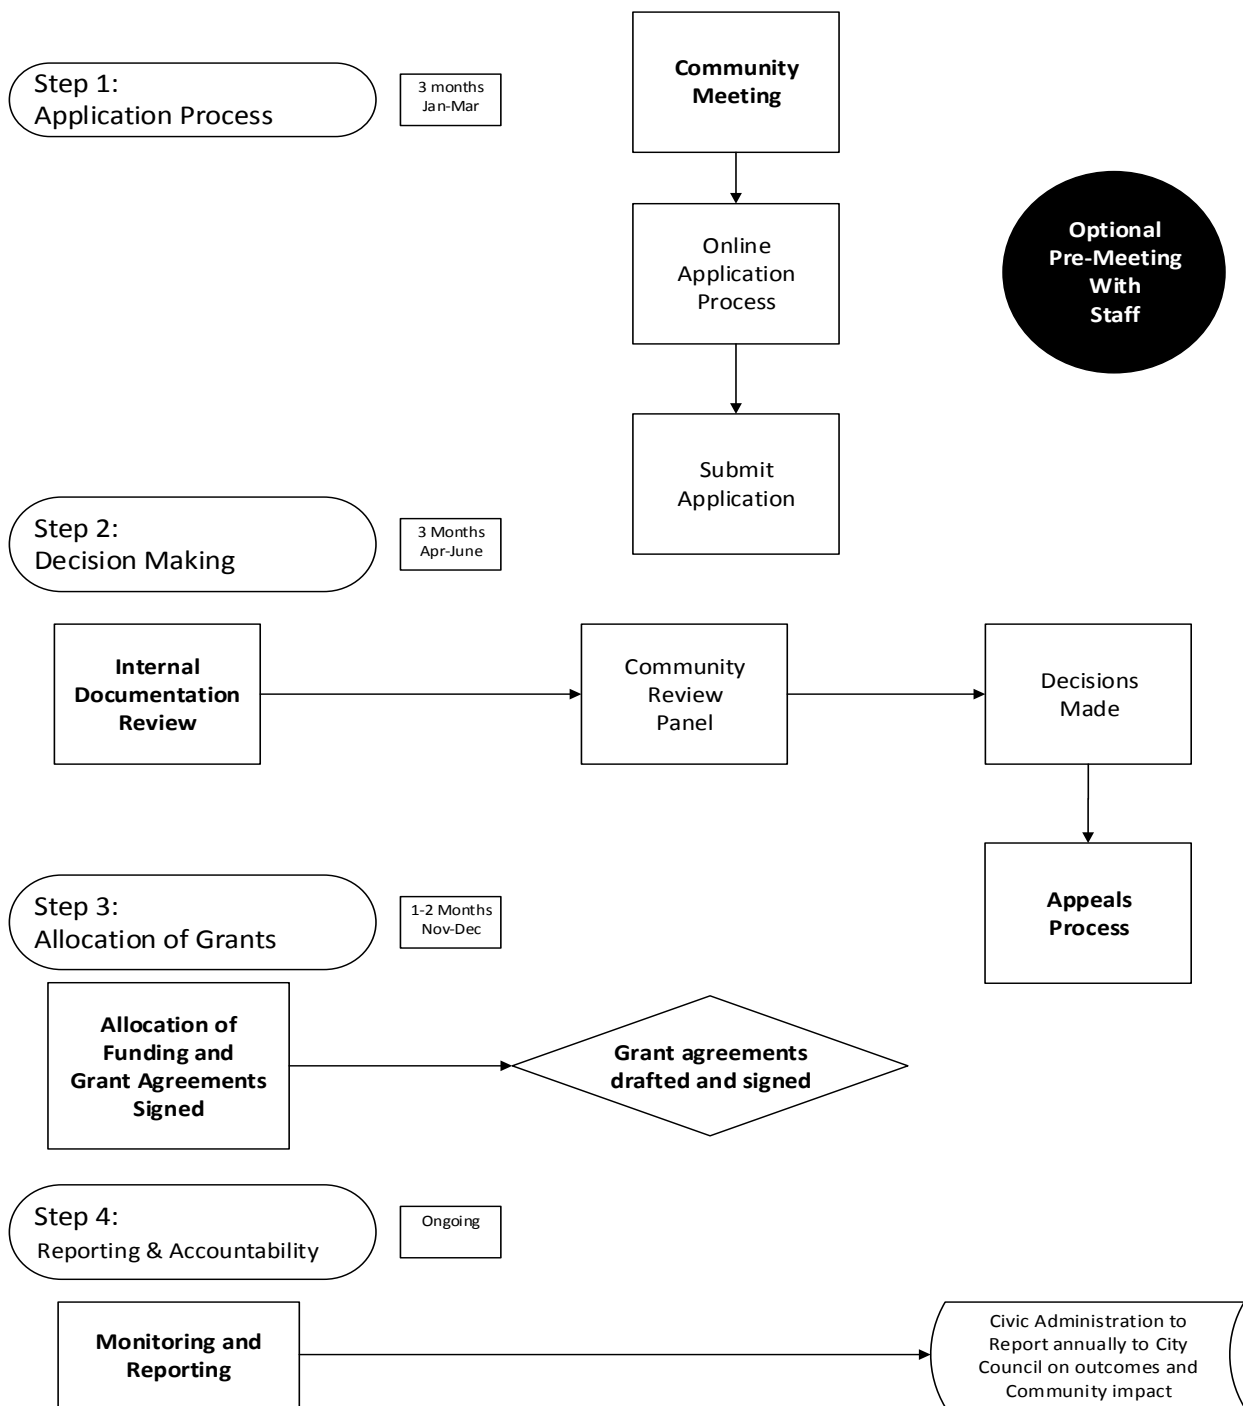 Step 1:
Application Process
3 months
Jan-Mar
Community
Meeting
Online
Application
Process
Optional
Pre-Meeting
With
Staff
Submit
Application
Step 2:
Decision Making
3 Months
Apr-June
Internal
Documentation
Review
Community
Review
Panel
Decisions
Made
Appeals
Process
Step 3:
Allocation of Grants
1-2 Months
Nov-Dec
Allocation of
Funding and
Grant Agreements
Signed
Grant agreements
drafted and signed
Step 4:
Reporting & Accountability
Ongoing
Monitoring and
Reporting
Civic Administration to
Report annually to City
Council on outcomes and
Community impact